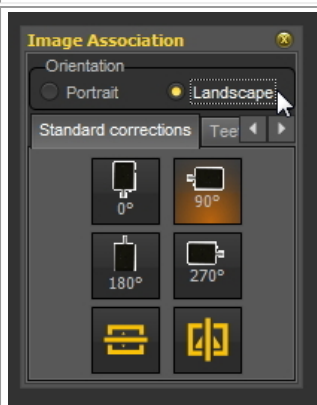 Image Association
Orientation
Portrait Landscape
Standard corrections Tee
0° 90°
180° 270°